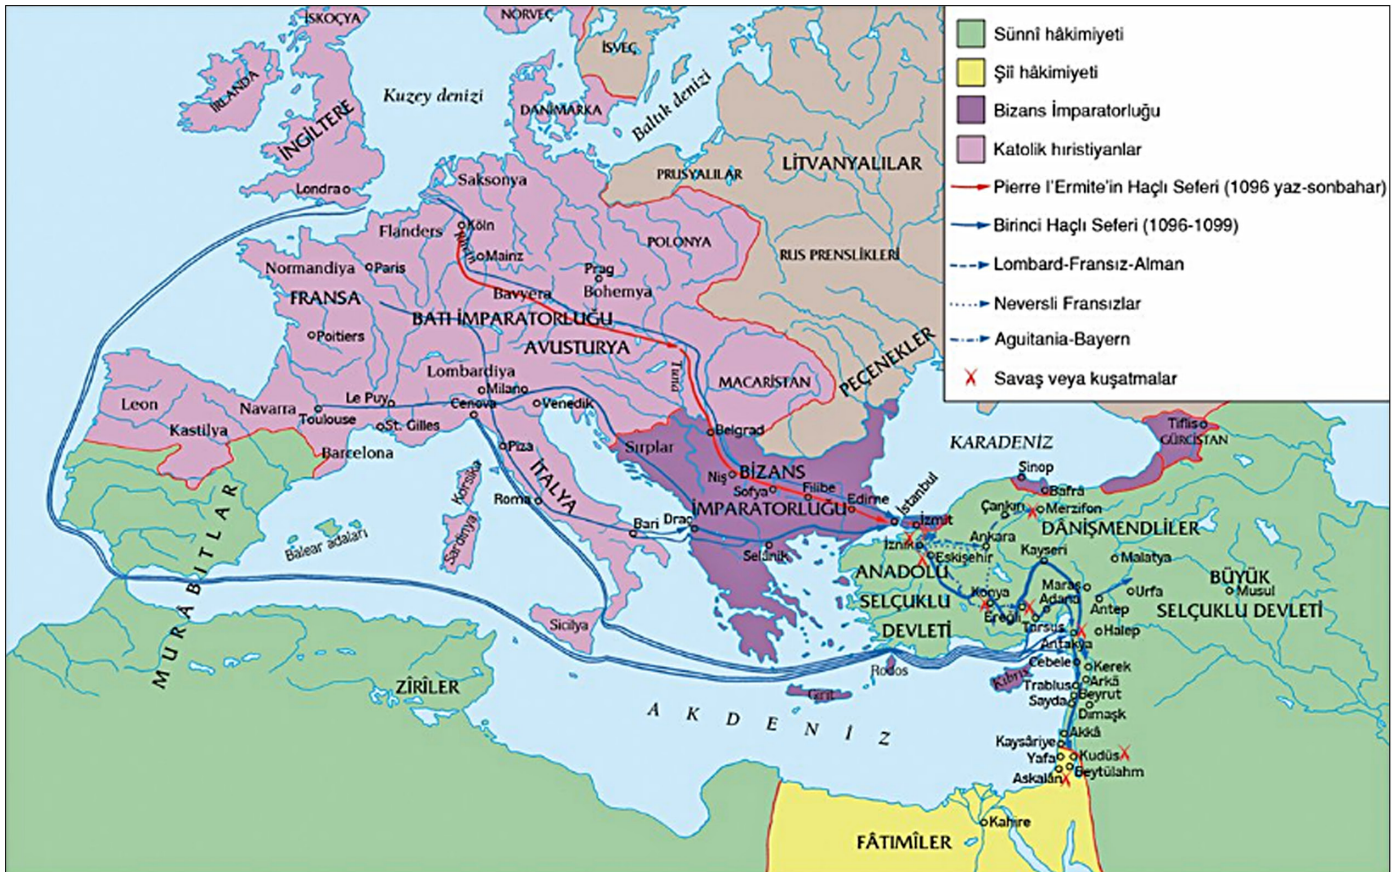 İSKOÇYA
NORVEÇ
İSVEÇ
İRLANDA
İNGİLTERE
Kuzey denizi
DANİMARKA
Baltık denizi
LİTVANYALILAR
PRUSYALILAR
Londra
Saksonya
Flanders
Köln
Mainz
POLONYA
RUS PRENSLİKLERİ
Normandiya
Paris
Prag
Bohemya
Bavyera
FRANSA
BATI İMPARATORLUĞU
AVUSTURYA
Poitiers
Tuna
PEÇENEKLER
Lombardiya
MACARİSTAN
Leon
Navarra
Le Puy
Milano
Toulouse
Cenova
Venedik
Kastilya
St. Gilles
Barcelona
Piza
Belgrad
Sırplar
KARADENİZ
Tiflis
GÜRCİSTAN
Korsika
İTALYA
Roma
Niş
BİZANS
İMPARATORLUĞU
Sofya
Filibe
Edirne
İstanbul
Sinop
Bafra
Çankırı
Merzifon
DÂNİŞMENDLİLER
Sardinya
Balear adaları
Bari
Draç
Selânik
İzmit
İznik
Eskişehir
Ankara
Kayseri
Malatya
MURÂBITLAR
ANADOLU
SELÇUKLU
DEVLETİ
Konya
Ereğli
Maraş
Adana
Tarsus
Antep
Urfa
BÜYÜK
SELÇUKLU DEVLETİ
Musul
Sicilya
Antakya
Halep
ZÎRÎLER
Rodos
Kıbrıs
Girit
Cebele
Kerek
Arkā
Trablus
Beyrut
Sayda
Dımaşk
AKDENİZ
Akkâ
Kaysâriye
Yafa
Kudüs
Beytülahm
Askalân
Kahire
FÂTIMÎLER
Sünnî hâkimiyeti
Şiî hâkimiyeti
Bizans İmparatorluğu
Katolik hıristiyanlar
Pierre l'Ermite'in Haçlı Seferi (1096 yaz-sonbahar)
Birinci Haçlı Seferi (1096-1099)
Lombard-Fransız-Alman
Neversli Fransızlar
Aguitania-Bayern
Savaş veya kuşatmalar